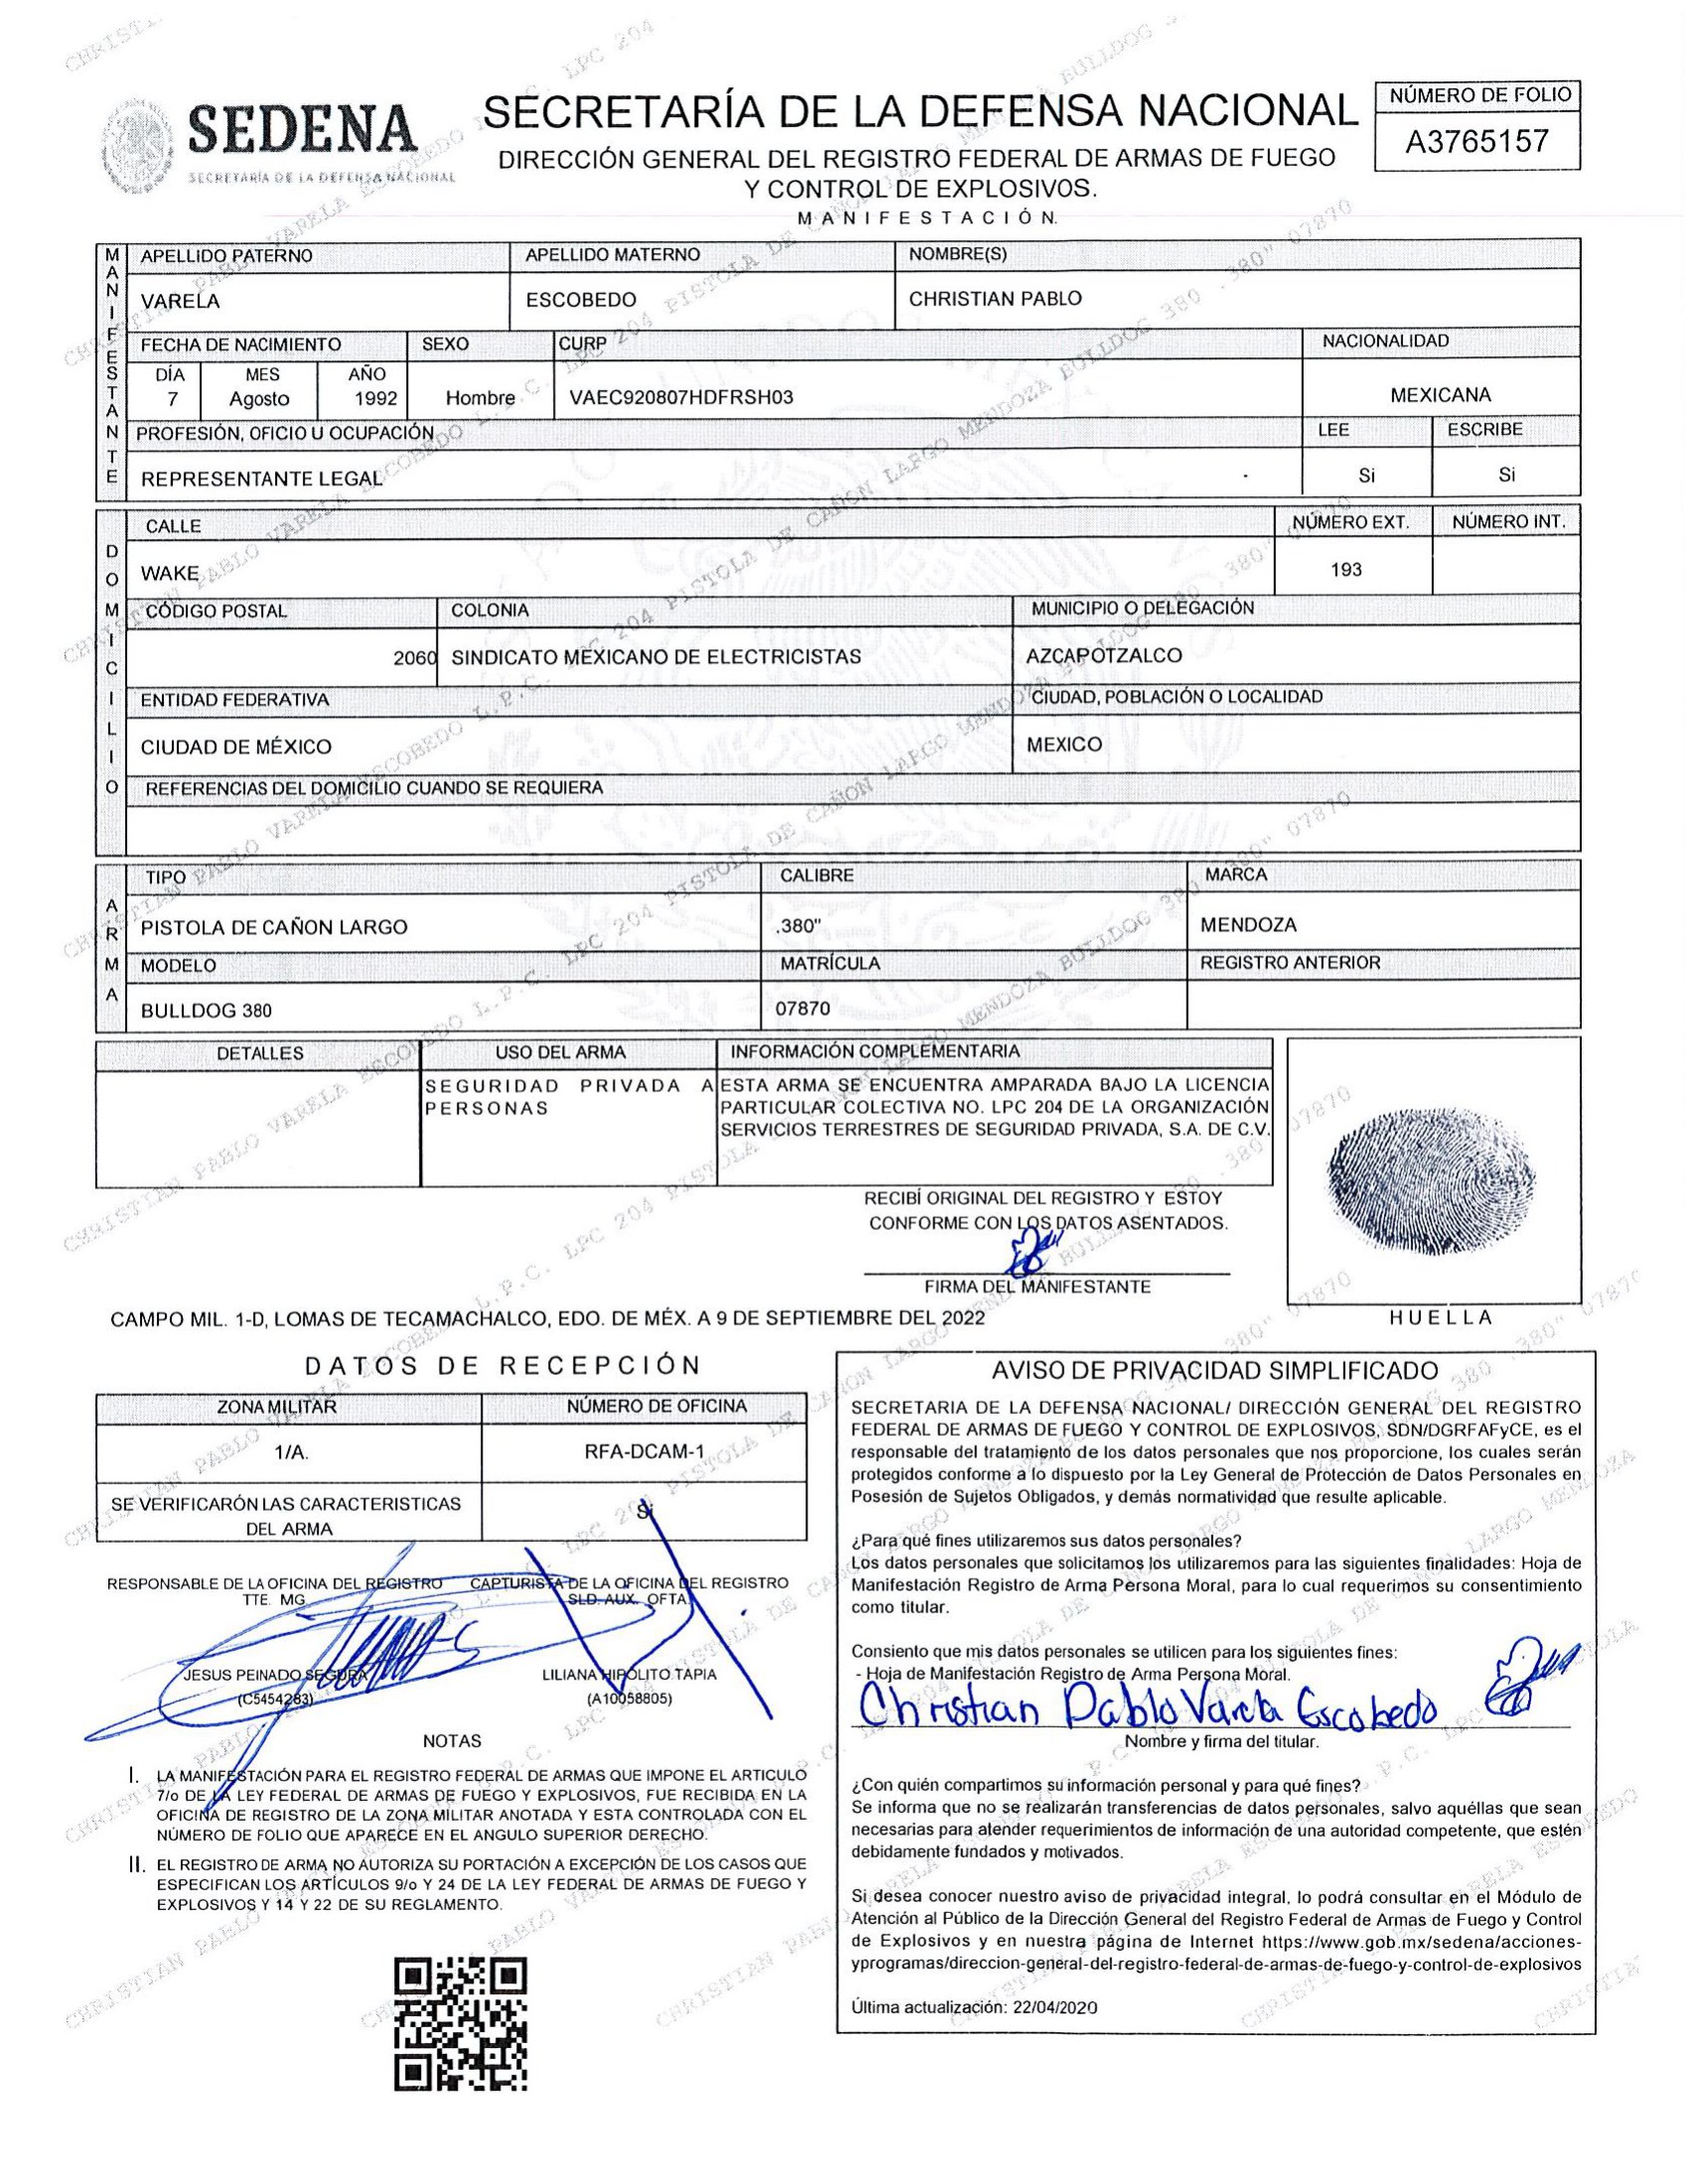 SEDENA
SECRETARÍA DE LA DEFENSA NACIONAL
SECRETARÍA DE LA DEFENSA NACIONAL
DIRECCIÓN GENERAL DEL REGISTRO FEDERAL DE ARMAS DE FUEGO
Y CONTROL DE EXPLOSIVOS.
MANIFESTACIÓN.
NÚMERO DE FOLIO
A3765157
MANIFESTANTE
APELLIDO PATERNO APELLIDO MATERNO NOMBRE(S)
VARELA ESCOBEDO CHRISTIAN PABLO
FECHA DE NACIMIENTO SEXO CURP NACIONALIDAD
DÍA MES AÑO
7 Agosto 1992 Hombre VAEC920807HDFRSH03 MEXICANA
PROFESIÓN, OFICIO U OCUPACIÓN LEE ESCRIBE
REPRESENTANTE LEGAL Si Si
DOMICILIO
CALLE NÚMERO EXT. NÚMERO INT.
WAKE 193
CÓDIGO POSTAL COLONIA MUNICIPIO O DELEGACIÓN
2060 SINDICATO MEXICANO DE ELECTRICISTAS AZCAPOTZALCO
ENTIDAD FEDERATIVA CIUDAD, POBLACIÓN O LOCALIDAD
CIUDAD DE MÉXICO MEXICO
REFERENCIAS DEL DOMICILIO CUANDO SE REQUIERA
ARMA
TIPO CALIBRE MARCA
PISTOLA DE CAÑON LARGO .380" MENDOZA
MODELO MATRÍCULA REGISTRO ANTERIOR
BULLDOG 380 07870
DETALLES USO DEL ARMA INFORMACIÓN COMPLEMENTARIA
SEGURIDAD PRIVADA A
PERSONAS
ESTA ARMA SE ENCUENTRA AMPARADA BAJO LA LICENCIA
PARTICULAR COLECTIVA NO. LPC 204 DE LA ORGANIZACIÓN
SERVICIOS TERRESTRES DE SEGURIDAD PRIVADA, S.A. DE C.V.
RECIBÍ ORIGINAL DEL REGISTRO Y ESTOY
CONFORME CON LOS DATOS ASENTADOS.
FIRMA DEL MANIFESTANTE
HUELLA
CAMPO MIL. 1-D, LOMAS DE TECAMACHALCO, EDO. DE MÉX. A 9 DE SEPTIEMBRE DEL 2022
DATOS DE RECEPCIÓN
ZONA MILITAR NÚMERO DE OFICINA
1/A. RFA-DCAM-1
SE VERIFICARÓN LAS CARACTERISTICAS
DEL ARMA
Si
RESPONSABLE DE LA OFICINA DEL REGISTRO
TTE. MG.
JESUS PEINADO SEGURA
(C5454283)
CAPTURISTA DE LA OFICINA DEL REGISTRO
SLD. AUX. OFTA.
LILIANA HIPOLITO TAPIA
(A10058805)
NOTAS
I. LA MANIFESTACIÓN PARA EL REGISTRO FEDERAL DE ARMAS QUE IMPONE EL ARTICULO
7/o DE LA LEY FEDERAL DE ARMAS DE FUEGO Y EXPLOSIVOS, FUE RECIBIDA EN LA
OFICINA DE REGISTRO DE LA ZONA MILITAR ANOTADA Y ESTA CONTROLADA CON EL
NÚMERO DE FOLIO QUE APARECE EN EL ANGULO SUPERIOR DERECHO.
II. EL REGISTRO DE ARMA NO AUTORIZA SU PORTACIÓN A EXCEPCIÓN DE LOS CASOS QUE
ESPECIFICAN LOS ARTÍCULOS 9/o Y 24 DE LA LEY FEDERAL DE ARMAS DE FUEGO Y
EXPLOSIVOS Y 14 Y 22 DE SU REGLAMENTO.
AVISO DE PRIVACIDAD SIMPLIFICADO
SECRETARIA DE LA DEFENSA NACIONAL/ DIRECCIÓN GENERAL DEL REGISTRO
FEDERAL DE ARMAS DE FUEGO Y CONTROL DE EXPLOSIVOS, SDN/DGRFAFyCE, es el
responsable del tratamiento de los datos personales que nos proporcione, los cuales serán
protegidos conforme a lo dispuesto por la Ley General de Protección de Datos Personales en
Posesión de Sujetos Obligados, y demás normatividad que resulte aplicable.
¿Para qué fines utilizaremos sus datos personales?
Los datos personales que solicitamos los utilizaremos para las siguientes finalidades: Hoja de
Manifestación Registro de Arma Persona Moral, para lo cual requerimos su consentimiento
como titular.
Consiento que mis datos personales se utilicen para los siguientes fines:
- Hoja de Manifestación Registro de Arma Persona Moral.
Christian Pablo Varela Escobedo
Nombre y firma del titular.
¿Con quién compartimos su información personal y para qué fines?
Se informa que no se realizarán transferencias de datos personales, salvo aquéllas que sean
necesarias para atender requerimientos de información de una autoridad competente, que estén
debidamente fundados y motivados.
Si desea conocer nuestro aviso de privacidad integral, lo podrá consultar en el Módulo de
Atención al Público de la Dirección General del Registro Federal de Armas de Fuego y Control
de Explosivos y en nuestra página de Internet https://www.gob.mx/sedena/acciones-
yprogramas/direccion-general-del-registro-federal-de-armas-de-fuego-y-control-de-explosivos
Última actualización: 22/04/2020
CHRISTIAN PABLO VARELA ESCOBEDO L.P.C. LPC 204 PISTOLA DE CAÑON LARGO MENDOZA BULLDOG 380 .380" 07870